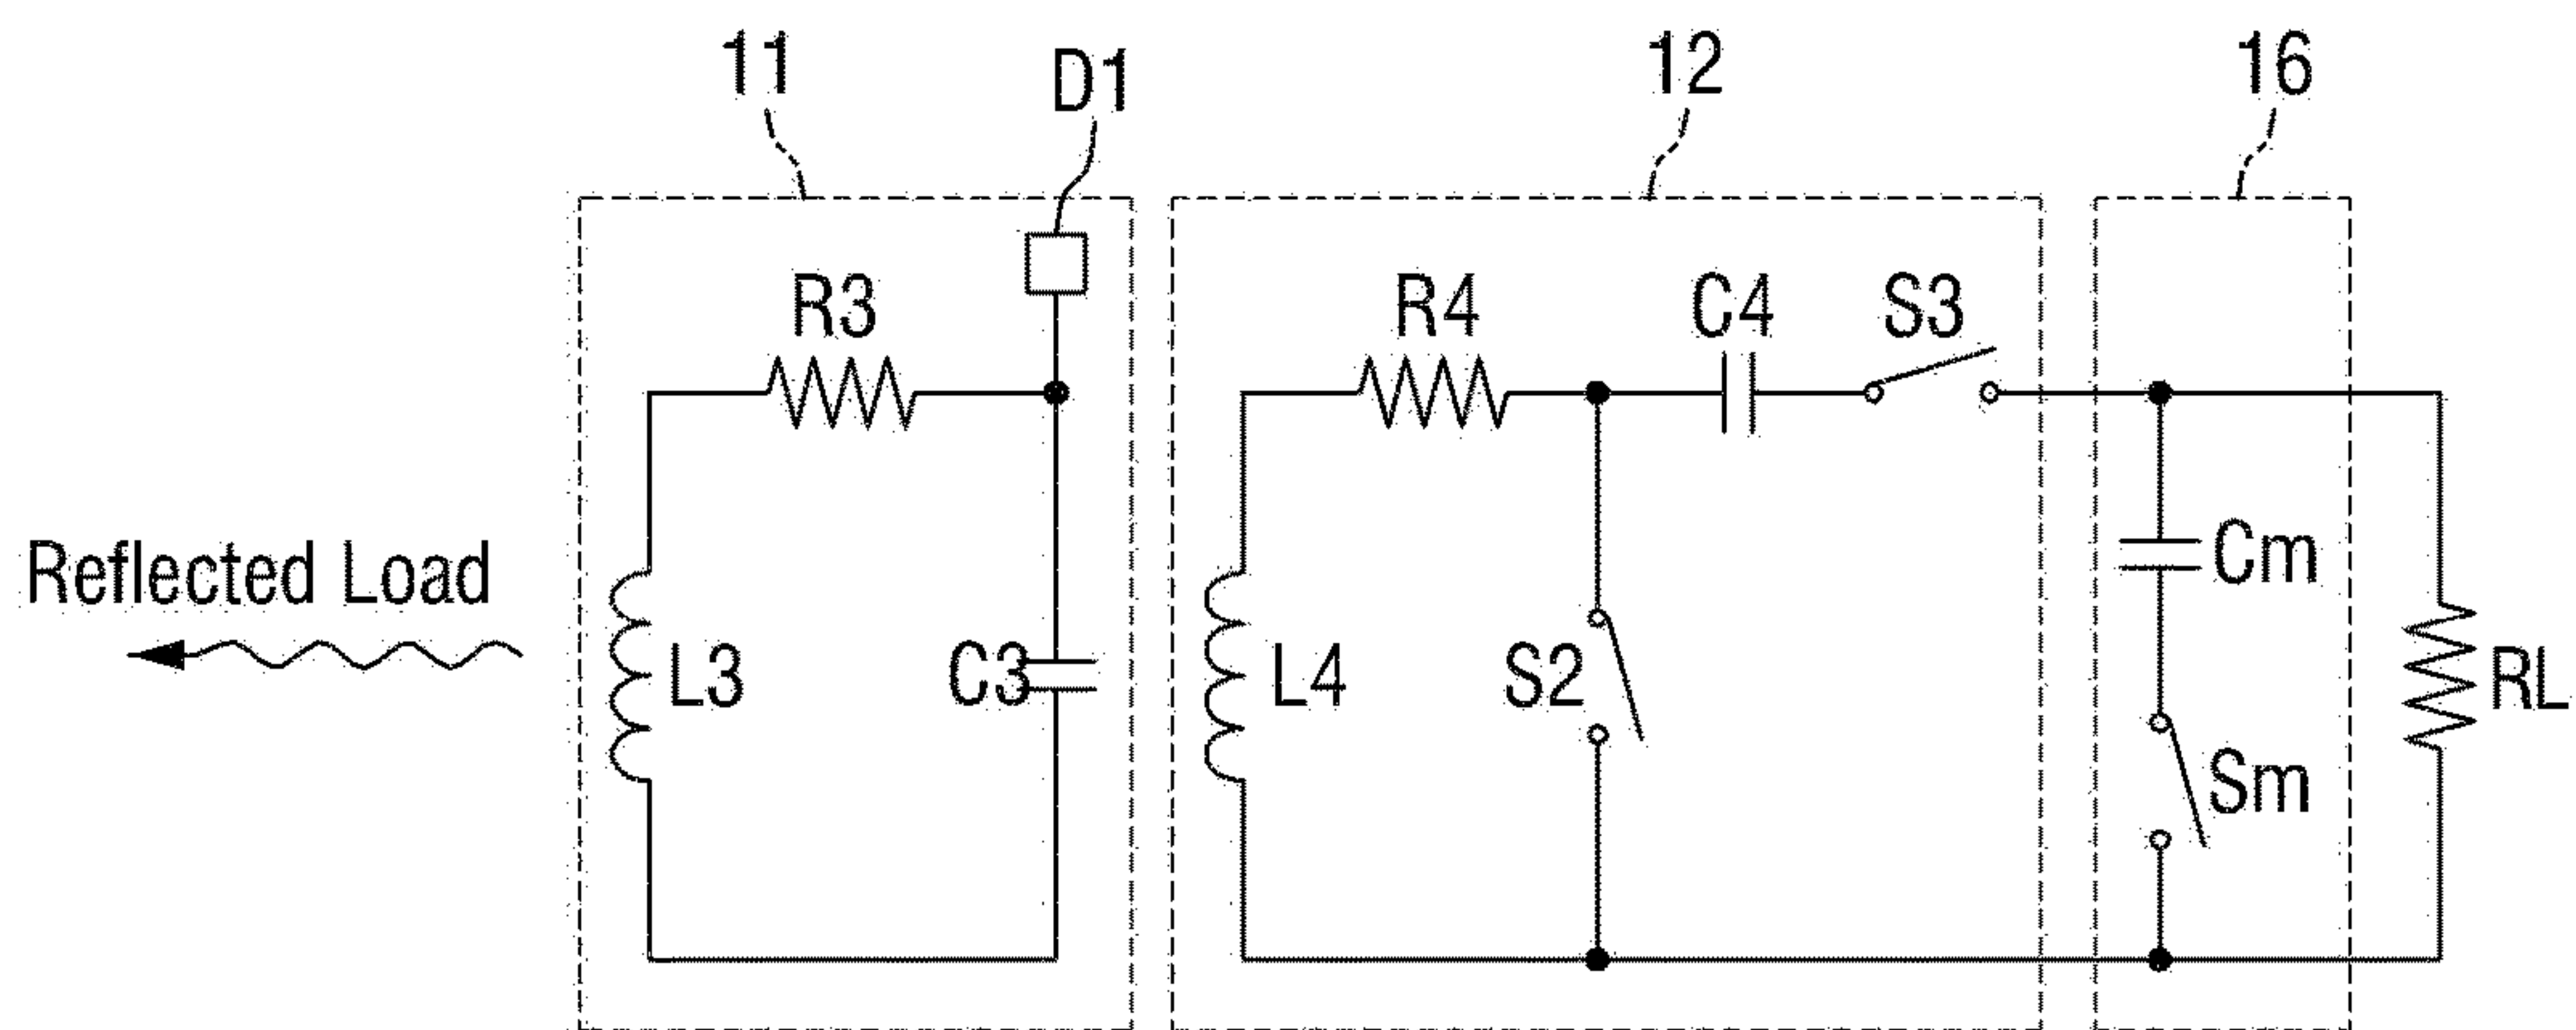 11
D1
12
16
R3
R4
C4
S3
Reflected Load
L3
C3
L4
S2
Cm
Sm
RL